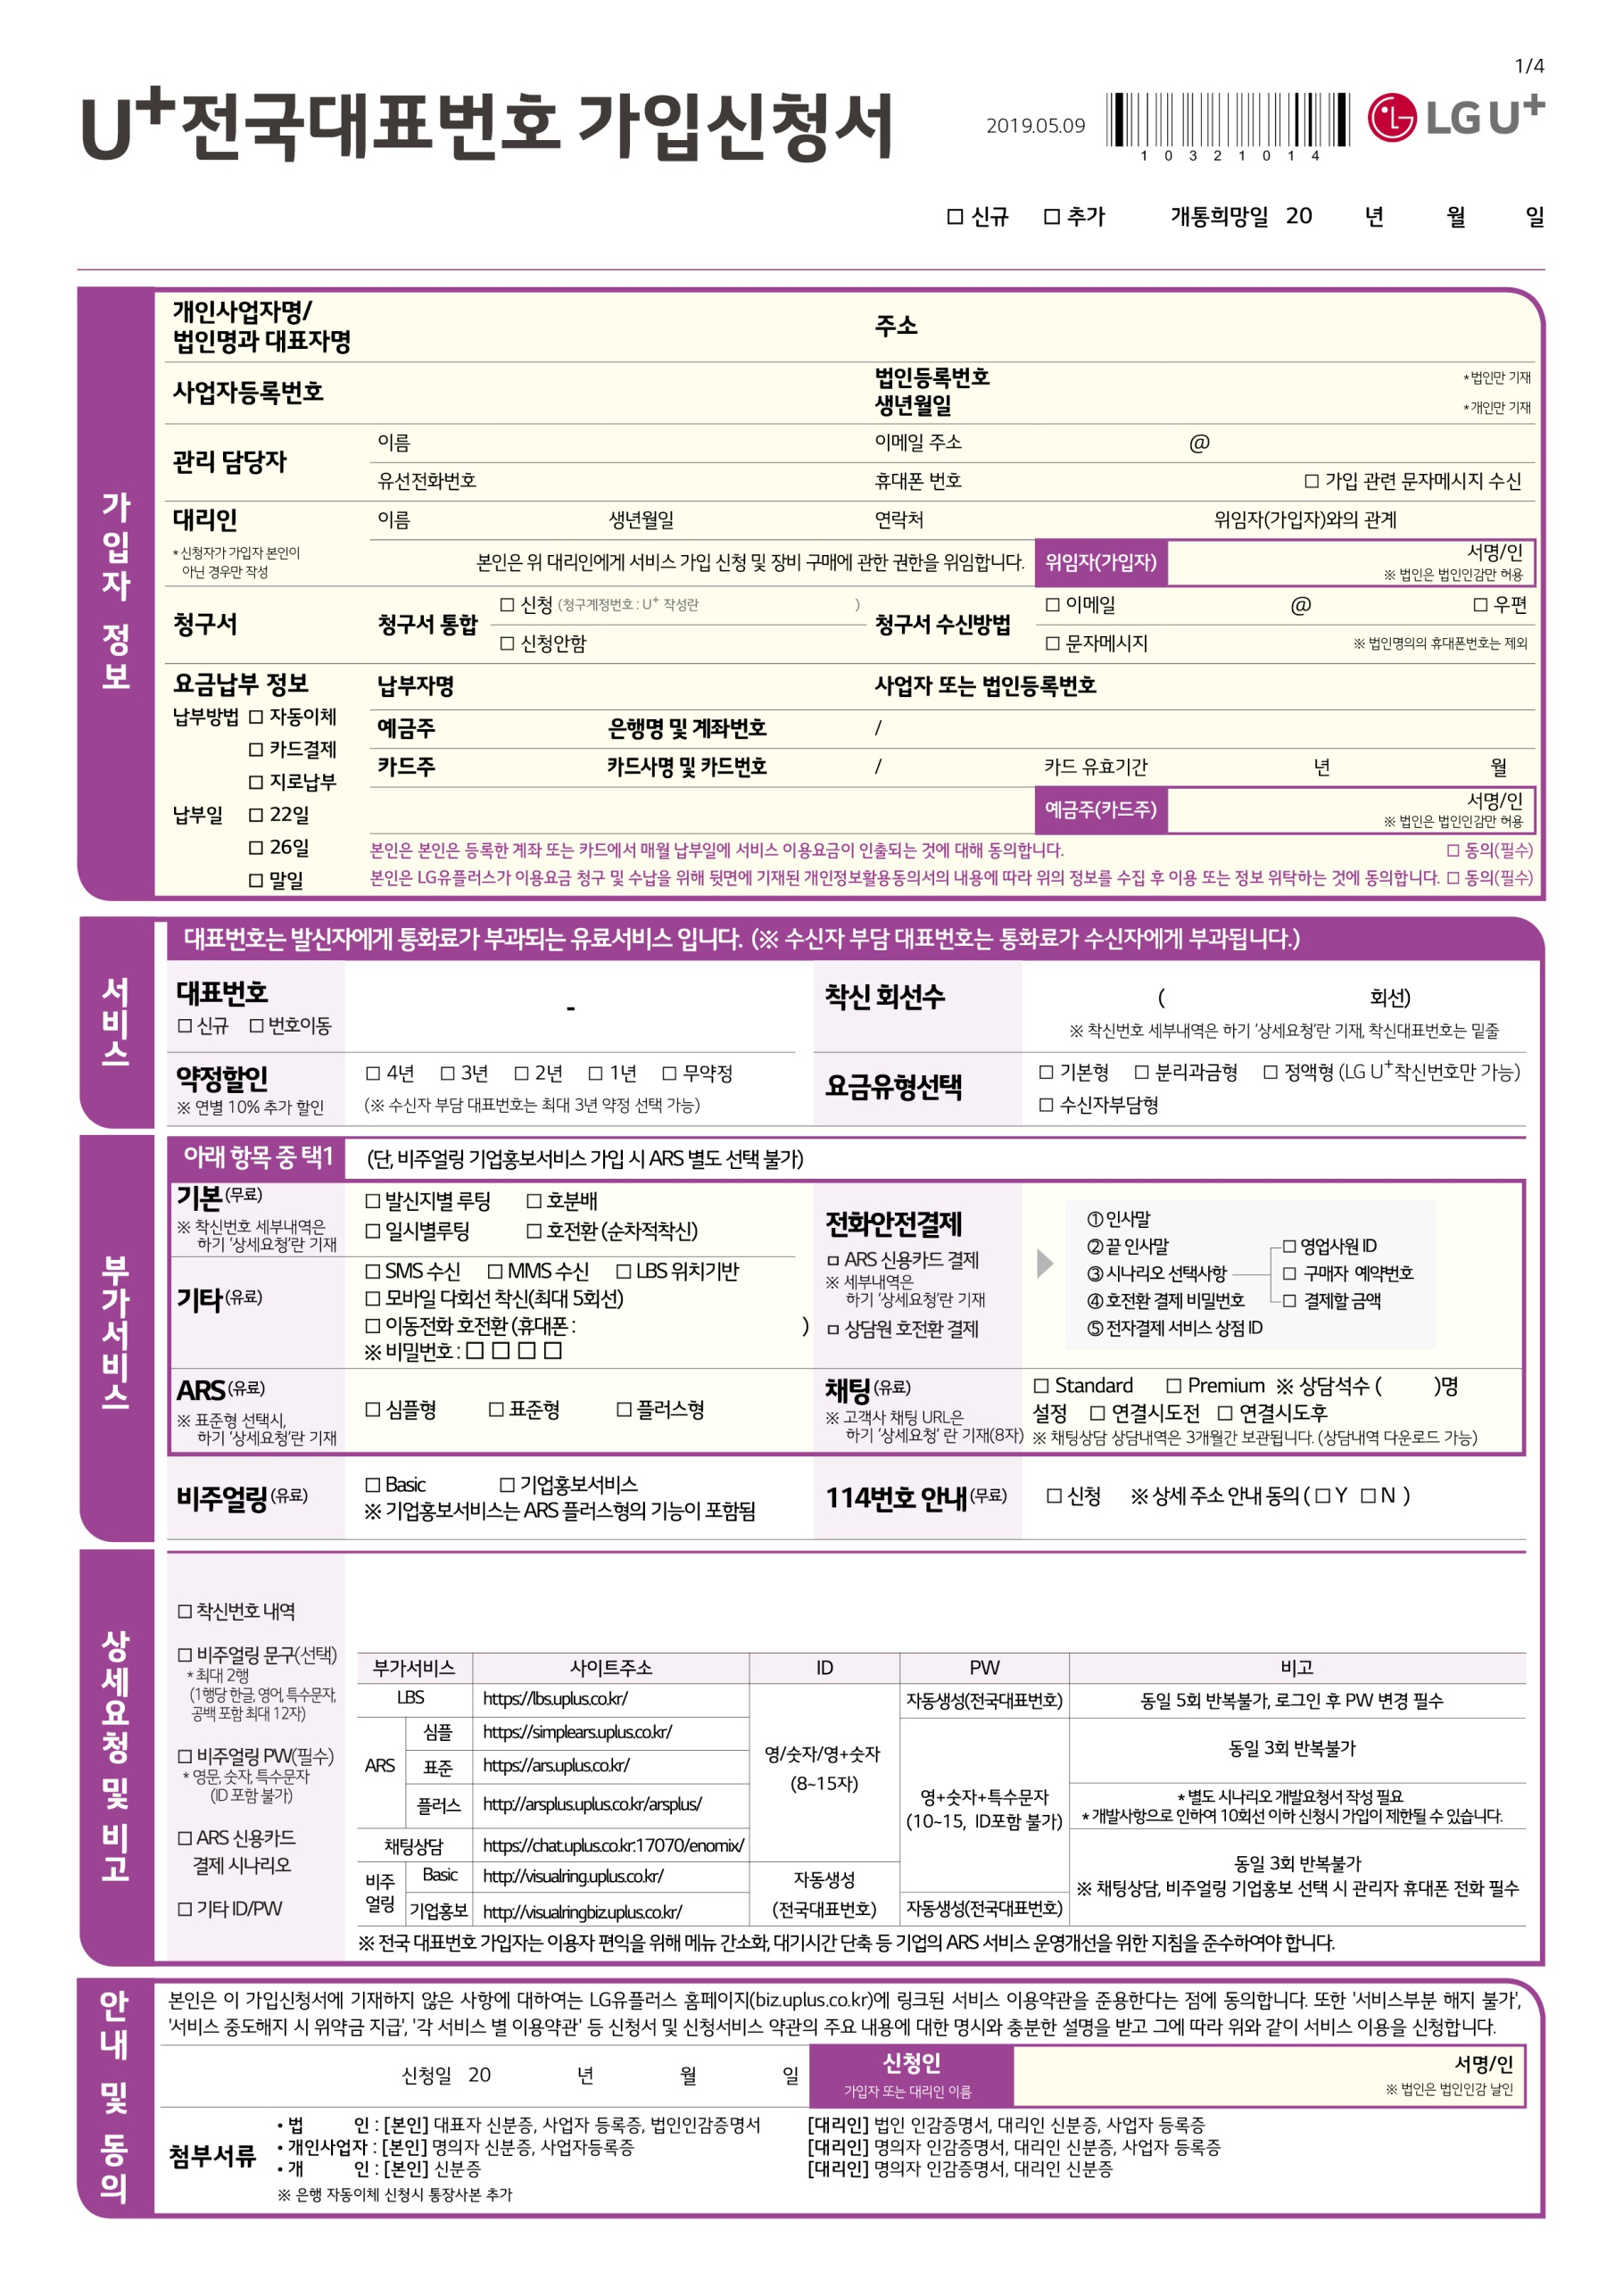 1/4
U+전국대표번호 가입신청서
2019.05.09
1 0 3 2 1 0 1 4
LG U+
□ 신규 □ 추가 개통희망일 20 년 월 일
가입자 정보
개인사업자명/
법인명과 대표자명
주소
사업자등록번호
법인등록번호 *법인만 기재
생년월일 *개인만 기재
관리 담당자
이름 이메일 주소 @
유선전화번호 휴대폰 번호 □ 가입 관련 문자메시지 수신
대리인
*신청자가 가입자 본인이
아닌 경우만 작성
이름 생년월일 연락처 위임자(가입자)와의 관계
본인은 위 대리인에게 서비스 가입 신청 및 장비 구매에 관한 권한을 위임합니다. 위임자(가입자) 서명/인
※ 법인은 법인인감만 허용
청구서
청구서 통합
□ 신청 (청구계정번호 : U+ 작성란 )
□ 신청안함
청구서 수신방법
□ 이메일 @ □ 우편
□ 문자메시지 ※ 법인명의의 휴대폰번호는 제외
요금납부 정보
납부방법 □ 자동이체
□ 카드결제
□ 지로납부
납부일 □ 22일
□ 26일
□ 말일
납부자명 사업자 또는 법인등록번호
예금주 은행명 및 계좌번호 /
카드주 카드사명 및 카드번호 / 카드 유효기간 년 월
예금주(카드주) 서명/인
※ 법인은 법인인감만 허용
본인은 본인은 등록한 계좌 또는 카드에서 매월 납부일에 서비스 이용요금이 인출되는 것에 대해 동의합니다. □ 동의(필수)
본인은 LG유플러스가 이용요금 청구 및 수납을 위해 뒷면에 기재된 개인정보활용동의서의 내용에 따라 위의 정보를 수집 후 이용 또는 정보 위탁하는 것에 동의합니다. □ 동의(필수)
서비스
대표번호는 발신자에게 통화료가 부과되는 유료서비스 입니다. (※ 수신자 부담 대표번호는 통화료가 수신자에게 부과됩니다.)
대표번호
□ 신규 □ 번호이동
-
착신 회선수
( 회선)
※ 착신번호 세부내역은 하기 '상세요청'란 기재, 착신대표번호는 밑줄
약정할인
※ 연별 10% 추가 할인
□ 4년 □ 3년 □ 2년 □ 1년 □ 무약정
(※ 수신자 부담 대표번호는 최대 3년 약정 선택 가능)
요금유형선택
□ 기본형 □ 분리과금형 □ 정액형 (LG U+착신번호만 가능)
□ 수신자부담형
부가서비스
아래 항목 중 택1 (단, 비주얼링 기업홍보서비스 가입 시 ARS 별도 선택 불가)
기본(무료)
※ 착신번호 세부내역은
하기 '상세요청'란 기재
□ 발신지별 루팅 □ 호분배
□ 일시별루팅 □ 호전환 (순차적착신)
기타(유료)
□ SMS 수신 □ MMS 수신 □ LBS 위치기반
□ 모바일 다회선 착신(최대 5회선)
□ 이동전화 호전환 (휴대폰 : )
※ 비밀번호 : □ □ □ □
전화안전결제
□ ARS 신용카드 결제
※ 세부내역은
하기 '상세요청'란 기재
□ 상담원 호전환 결제
① 인사말
② 끝 인사말
③ 시나리오 선택사항
④ 호전환 결제 비밀번호
⑤ 전자결제 서비스 상점 ID
□ 영업사원 ID
□ 구매자 예약번호
□ 결제할 금액
ARS(유료)
※ 표준형 선택시,
하기 '상세요청'란 기재
□ 심플형 □ 표준형 □ 플러스형
채팅(유료)
※ 고객사 채팅 URL은
하기 '상세요청' 란 기재(8자)
□ Standard □ Premium ※ 상담석수 ( )명
설정 □ 연결시도전 □ 연결시도후
※ 채팅상담 상담내역은 3개월간 보관됩니다. (상담내역 다운로드 가능)
비주얼링(유료)
□ Basic □ 기업홍보서비스
※ 기업홍보서비스는 ARS 플러스형의 기능이 포함됨
114번호 안내(무료) □ 신청 ※ 상세 주소 안내 동의 ( □ Y □ N )
상세요청 및 비고
□ 착신번호 내역
□ 비주얼링 문구(선택)
* 최대 2행
(1행당 한글, 영어, 특수문자,
공백 포함 최대 12자)
□ 비주얼링 PW(필수)
* 영문, 숫자, 특수문자
(ID 포함 불가)
□ ARS 신용카드
결제 시나리오
□ 기타 ID/PW
부가서비스 사이트주소 ID PW 비고
LBS https://lbs.uplus.co.kr/ 자동생성(전국대표번호) 동일 5회 반복불가, 로그인 후 PW 변경 필수
ARS
심플 https://simplears.uplus.co.kr/
표준 https://ars.uplus.co.kr/
플러스 http://arsplus.uplus.co.kr/arsplus/
영/숫자/영+숫자
(8~15자)
영+숫자+특수문자
(10~15, ID포함 불가)
동일 3회 반복불가
* 별도 시나리오 개발요청서 작성 필요
* 개발사항으로 인하여 10회선 이하 신청시 가입이 제한될 수 있습니다.
채팅상담 https://chat.uplus.co.kr:17070/enomix/
비주
얼링
Basic http://visualring.uplus.co.kr/
기업홍보 http://visualringbiz.uplus.co.kr/
자동생성
(전국대표번호)
자동생성(전국대표번호)
동일 3회 반복불가
※ 채팅상담, 비주얼링 기업홍보 선택 시 관리자 휴대폰 전화 필수
※ 전국 대표번호 가입자는 이용자 편익을 위해 메뉴 간소화, 대기시간 단축 등 기업의 ARS 서비스 운영개선을 위한 지침을 준수하여야 합니다.
안내 및 동의
본인은 이 가입신청서에 기재하지 않은 사항에 대하여는 LG유플러스 홈페이지(biz.uplus.co.kr)에 링크된 서비스 이용약관을 준용한다는 점에 동의합니다. 또한 '서비스부분 해지 불가',
'서비스 중도해지 시 위약금 지급', '각 서비스 별 이용약관' 등 신청서 및 신청서비스 약관의 주요 내용에 대한 명시와 충분한 설명을 받고 그에 따라 위와 같이 서비스 이용을 신청합니다.
신청일 20 년 월 일
신청인
가입자 또는 대리인 이름
서명/인
※ 법인은 법인인감 날인
첨부서류
• 법 인 : [본인] 대표자 신분증, 사업자 등록증, 법인인감증명서 [대리인] 법인 인감증명서, 대리인 신분증, 사업자 등록증
• 개인사업자 : [본인] 명의자 신분증, 사업자등록증 [대리인] 명의자 인감증명서, 대리인 신분증, 사업자 등록증
• 개 인 : [본인] 신분증 [대리인] 명의자 인감증명서, 대리인 신분증
※ 은행 자동이체 신청시 통장사본 추가